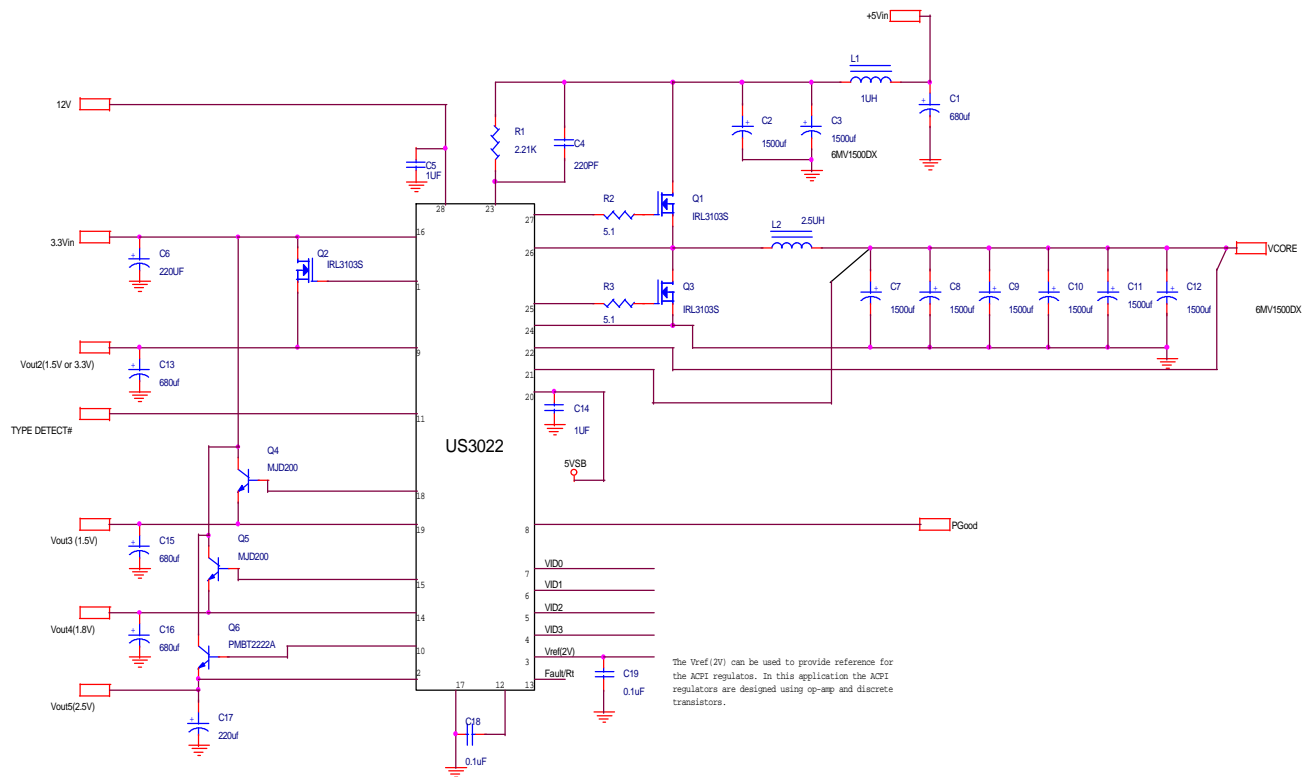 +5Vin
L1
1UH
C1
680uf
12V
R1
2.21K
C4
220PF
C2
1500uf
C3
1500uf
6MV1500DX
C5
1UF
28
23
27
R2
5.1
Q1
IRL3103S
3.3Vin
16
C6
220UF
Q2
IRL3103S
1
26
L2
2.5UH
VCORE
R3
5.1
Q3
IRL3103S
25
24
22
21
20
C7
1500uf
C8
1500uf
C9
1500uf
C10
1500uf
C11
1500uf
C12
1500uf
6MV1500DX
Vout2(1.5V or 3.3V)
9
C13
680uf
TYPE DETECT#
11
C14
1UF
US3022
5VSB
Q4
MJD200
18
Vout3 (1.5V)
19
C15
680uf
8
PGood
Q5
MJD200
15
7
VID0
6
VID1
5
VID2
4
VID3
3
Vref(2V)
13
Fault/Rt
Vout4(1.8V)
14
C16
680uf
Q6
PMBT2222A
10
2
Vout5(2.5V)
C17
220uf
17
12
C18
0.1uF
C19
0.1uF
The Vref(2V) can be used to provide reference for
the ACPI regulatos. In this application the ACPI
regulators are designed using op-amp and discrete
transistors.